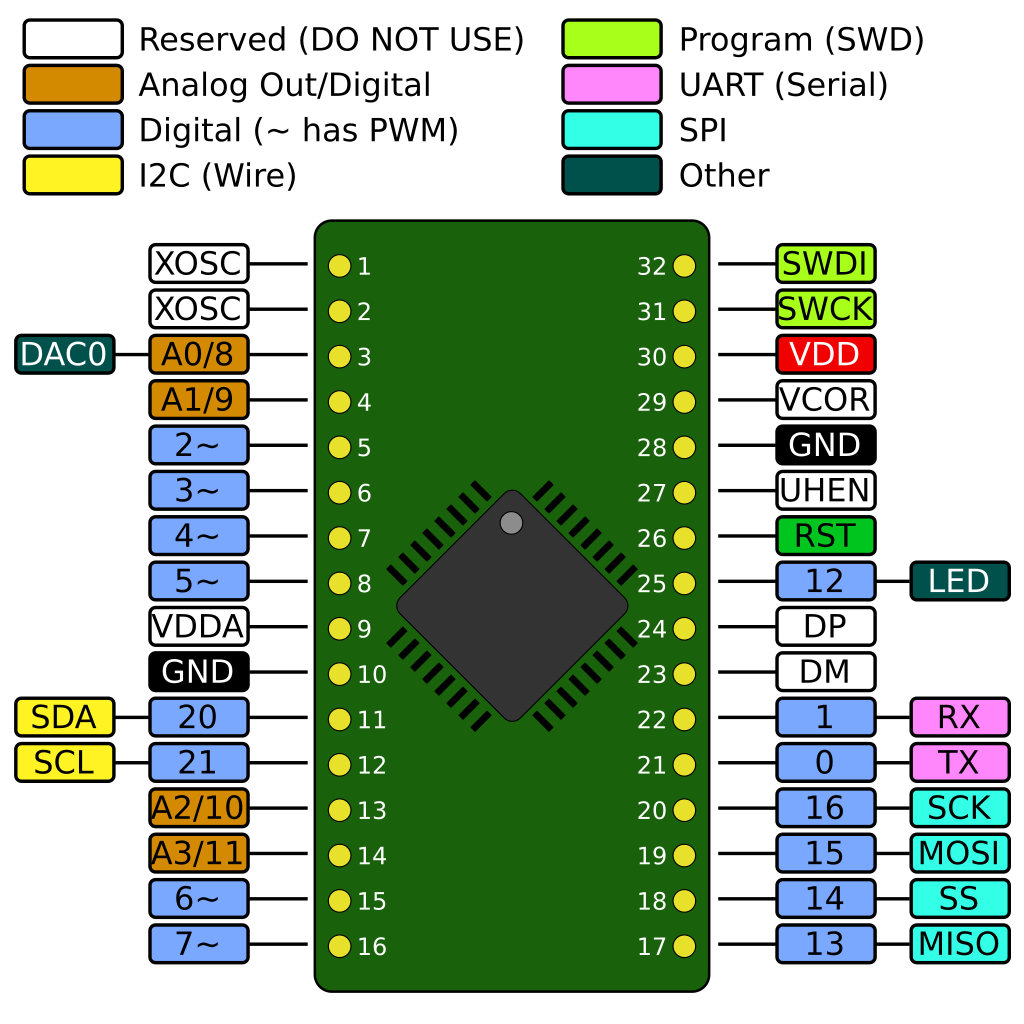 Reserved (DO NOT USE) Program (SWD)
Analog Out/Digital UART (Serial)
Digital (~ has PWM) SPI
I2C (Wire) Other
XOSC 1 32 SWDI
XOSC 2 31 SWCK
DAC0 A0/8 3 30 VDD
A1/9 4 29 VCOR
2~ 5 28 GND
3~ 6 27 UHEN
4~ 7 26 RST
5~ 8 25 12 LED
VDDA 9 24 DP
GND 10 23 DM
SDA 20 11 22 1 RX
SCL 21 12 21 0 TX
A2/10 13 20 16 SCK
A3/11 14 19 15 MOSI
6~ 15 18 14 SS
7~ 16 17 13 MISO